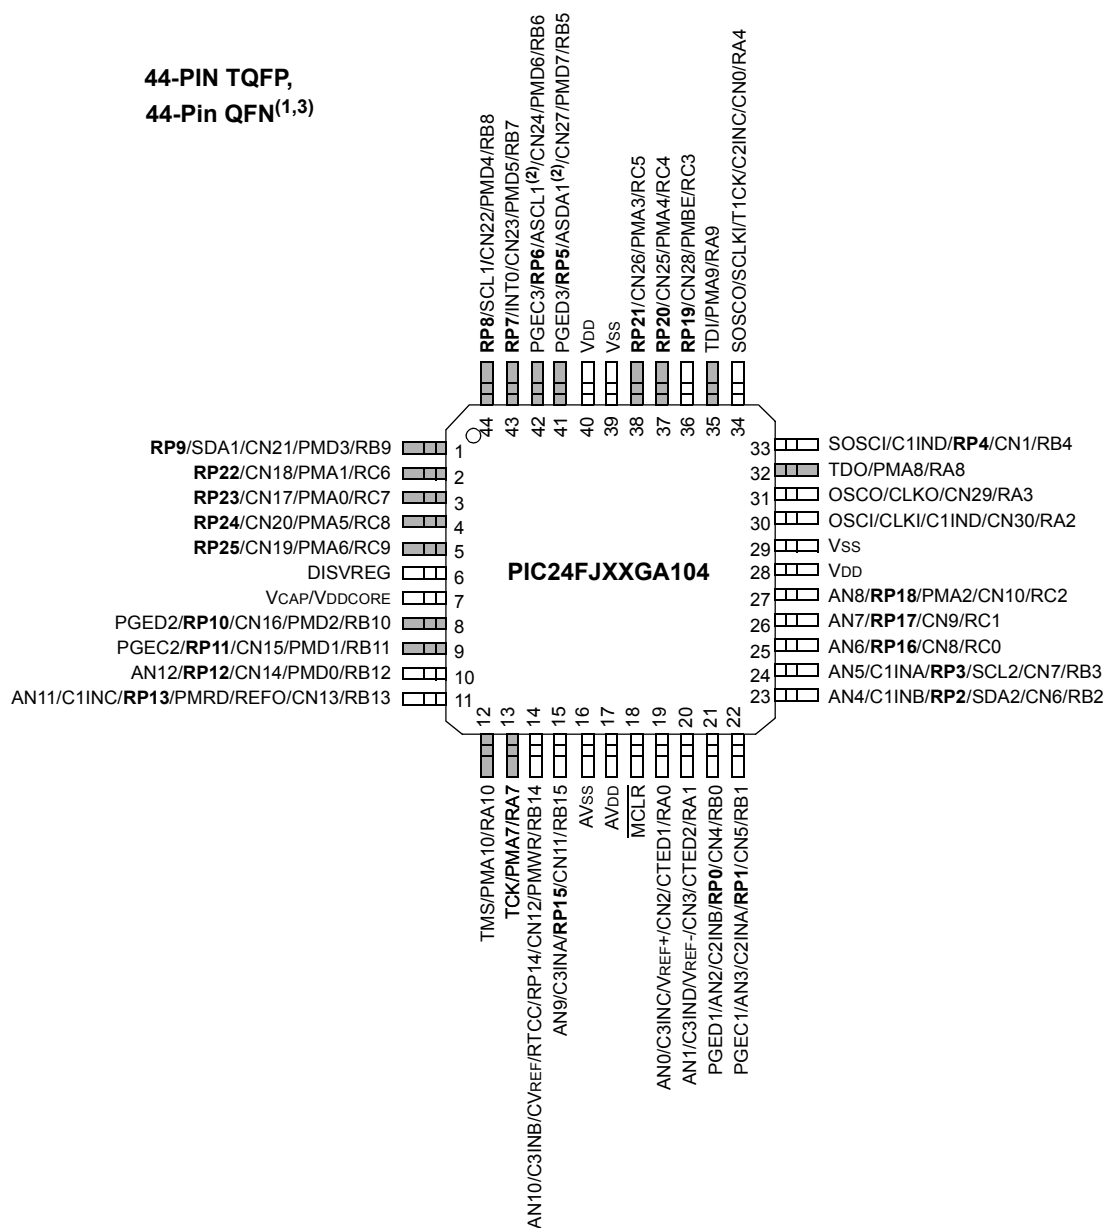 44-PIN TQFP,
44-Pin QFN(1,3)
RP8/SCL1/CN22/PMD4/RB8
RP7/INT0/CN23/PMD5/RB7
PGEC3/RP6/ASCL1(2)/CN24/PMD6/RB6
PGED3/RP5/ASDA1(2)/CN27/PMD7/RB5
VDD
VSS
RP21/CN26/PMA3/RC5
RP20/CN25/PMA4/RC4
RP19/CN28/PMBE/RC3
TDI/PMA9/RA9
SOSCO/SCLKI/T1CK/C2INC/CN0/RA4
44 43 42 41 40 39 38 37 36 35 34
RP9/SDA1/CN21/PMD3/RB9 1
RP22/CN18/PMA1/RC6 2
RP23/CN17/PMA0/RC7 3
RP24/CN20/PMA5/RC8 4
RP25/CN19/PMA6/RC9 5
DISVREG 6
VCAP/VDDCORE 7
PGED2/RP10/CN16/PMD2/RB10 8
PGEC2/RP11/CN15/PMD1/RB11 9
AN12/RP12/CN14/PMD0/RB12 10
AN11/C1INC/RP13/PMRD/REFO/CN13/RB13 11
PIC24FJXXGA104
33 SOSCI/C1IND/RP4/CN1/RB4
32 TDO/PMA8/RA8
31 OSCO/CLKO/CN29/RA3
30 OSCI/CLKI/C1IND/CN30/RA2
29 VSS
28 VDD
27 AN8/RP18/PMA2/CN10/RC2
26 AN7/RP17/CN9/RC1
25 AN6/RP16/CN8/RC0
24 AN5/C1INA/RP3/SCL2/CN7/RB3
23 AN4/C1INB/RP2/SDA2/CN6/RB2
12 13 14 15 16 17 18 19 20 21 22
TMS/PMA10/RA10
TCK/PMA7/RA7
AN10/C3INB/CVREF/RTCC/RP14/CN12/PMWR/RB14
AN9/C3INA/RP15/CN11/RB15
AVSS
AVDD
MCLR
AN0/C3INC/VREF+/CN2/CTED1/RA0
AN1/C3IND/VREF-/CN3/CTED2/RA1
PGED1/AN2/C2INB/RP0/CN4/RB0
PGEC1/AN3/C2INA/RP1/CN5/RB1